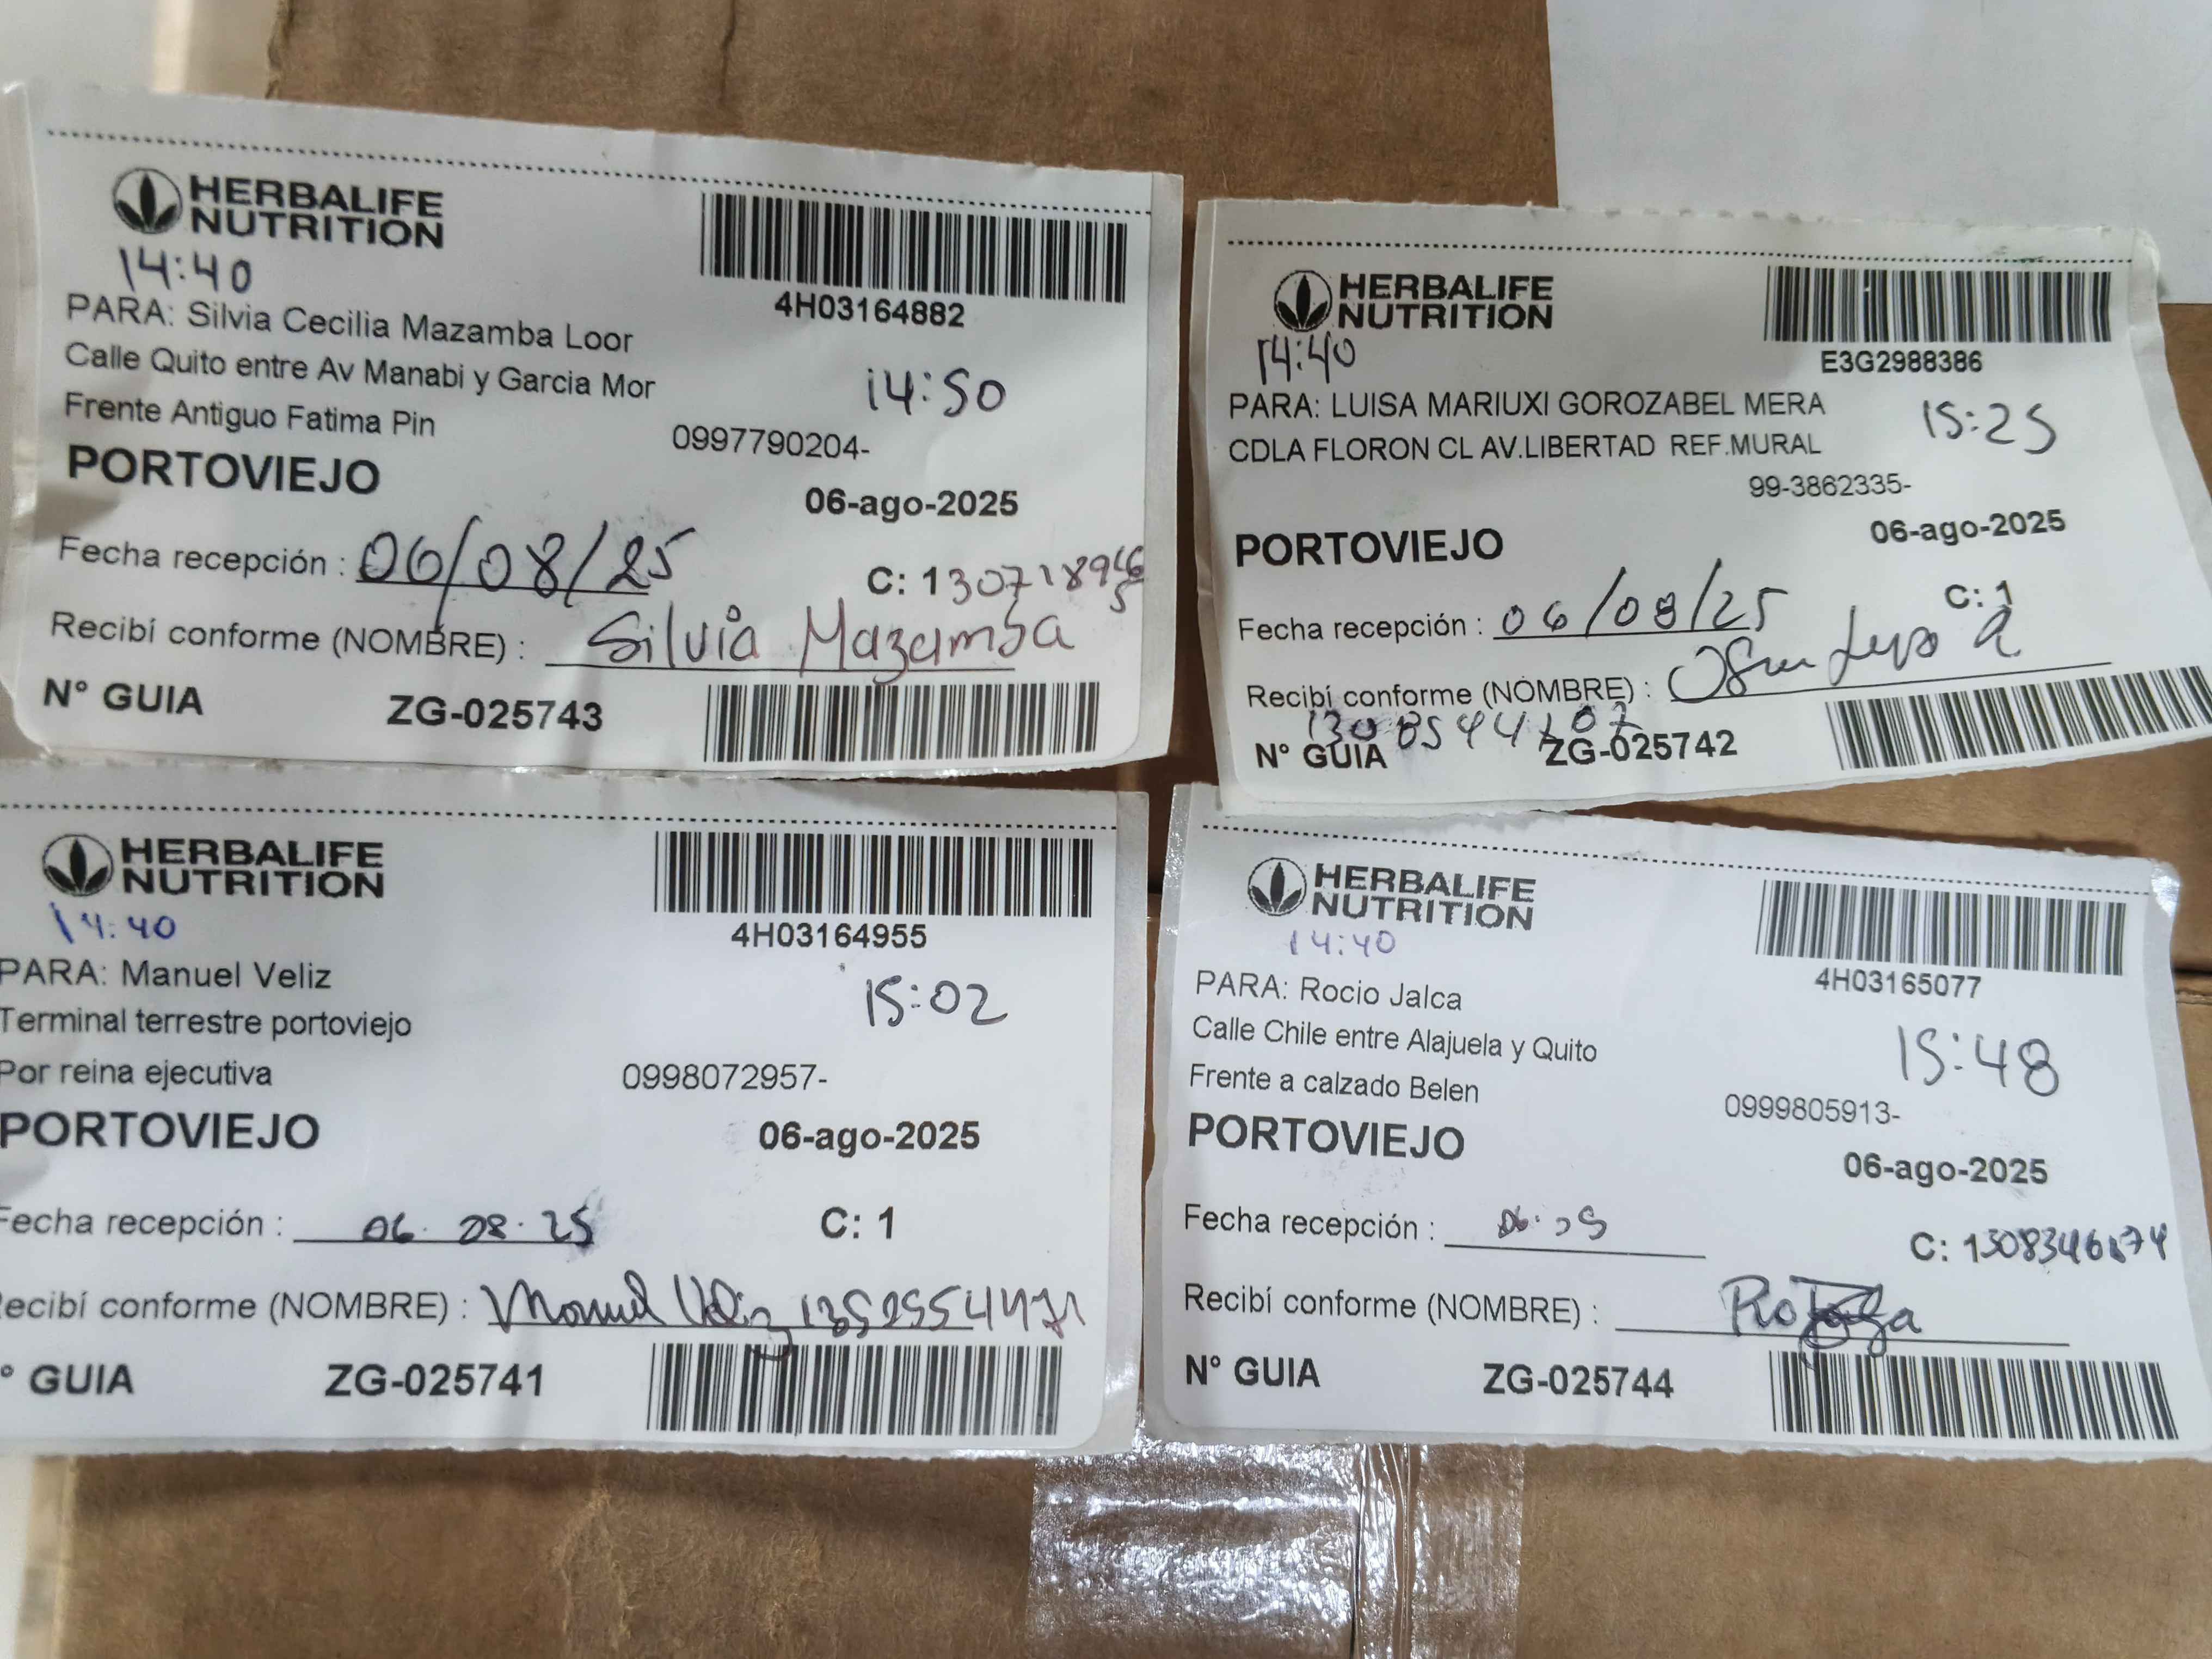 HERBALIFE
NUTRITION
14:40
4H03164882
PARA: Silvia Cecilia Mazamba Loor
Calle Quito entre Av Manabi y Garcia Mor
14:50
Frente Antiguo Fatima Pin
0997790204-
PORTOVIEJO
06-ago-2025
Fecha recepción : 06/08/25
C: 1
Recibí conforme (NOMBRE) : Silvia Mazamba
N° GUIA ZG-025743
HERBALIFE
NUTRITION
14:40
E3G2988386
PARA: LUISA MARIUXI GOROZABEL MERA
15:25
CDLA FLORON CL AV.LIBERTAD REF.MURAL
99-3862335-
06-ago-2025
PORTOVIEJO
C: 1
Fecha recepción : 06/08/25
Recibí conforme (NOMBRE) :
N° GUIA ZG-025742
HERBALIFE
NUTRITION
14:40
4H03164955
PARA: Manuel Veliz
15:02
Terminal terrestre portoviejo
Por reina ejecutiva
0998072957-
PORTOVIEJO
06-ago-2025
Fecha recepción : 06.08.25
C: 1
Recibí conforme (NOMBRE) : Manuel Veliz
° GUIA ZG-025741
HERBALIFE
NUTRITION
14:40
4H03165077
PARA: Rocio Jalca
Calle Chile entre Alajuela y Quito
15:48
Frente a calzado Belen
0999805913-
PORTOVIEJO
06-ago-2025
Fecha recepción :
C: 1
Recibí conforme (NOMBRE) :
N° GUIA ZG-025744